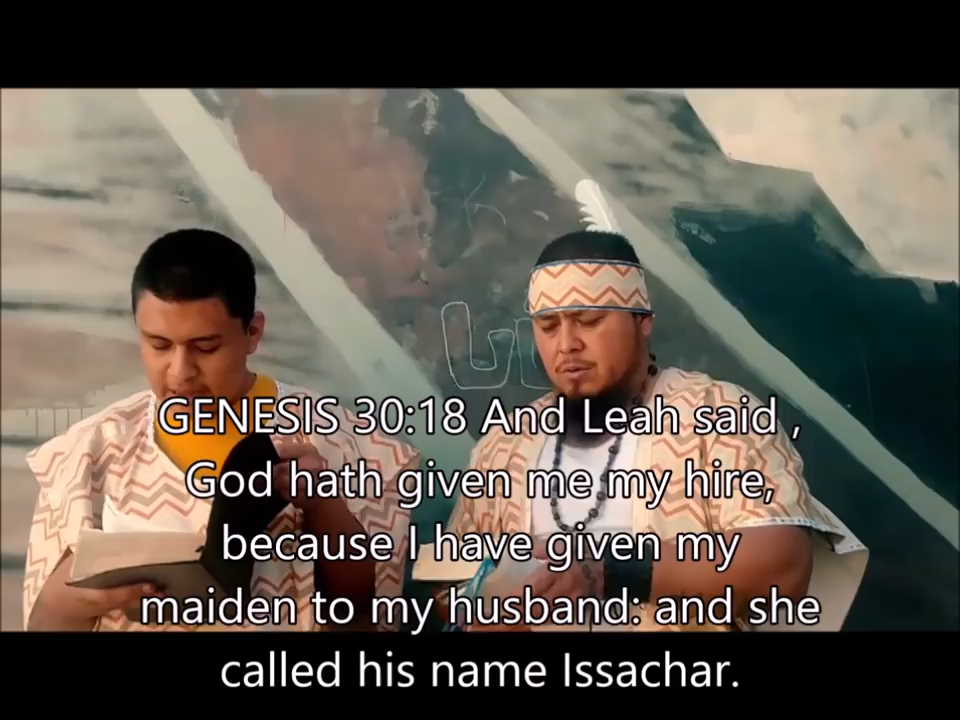 GENESIS 30:18 And Leah said ,
God hath given me my hire,
because I have given my
maiden to my husband: and she
called his name Issachar.